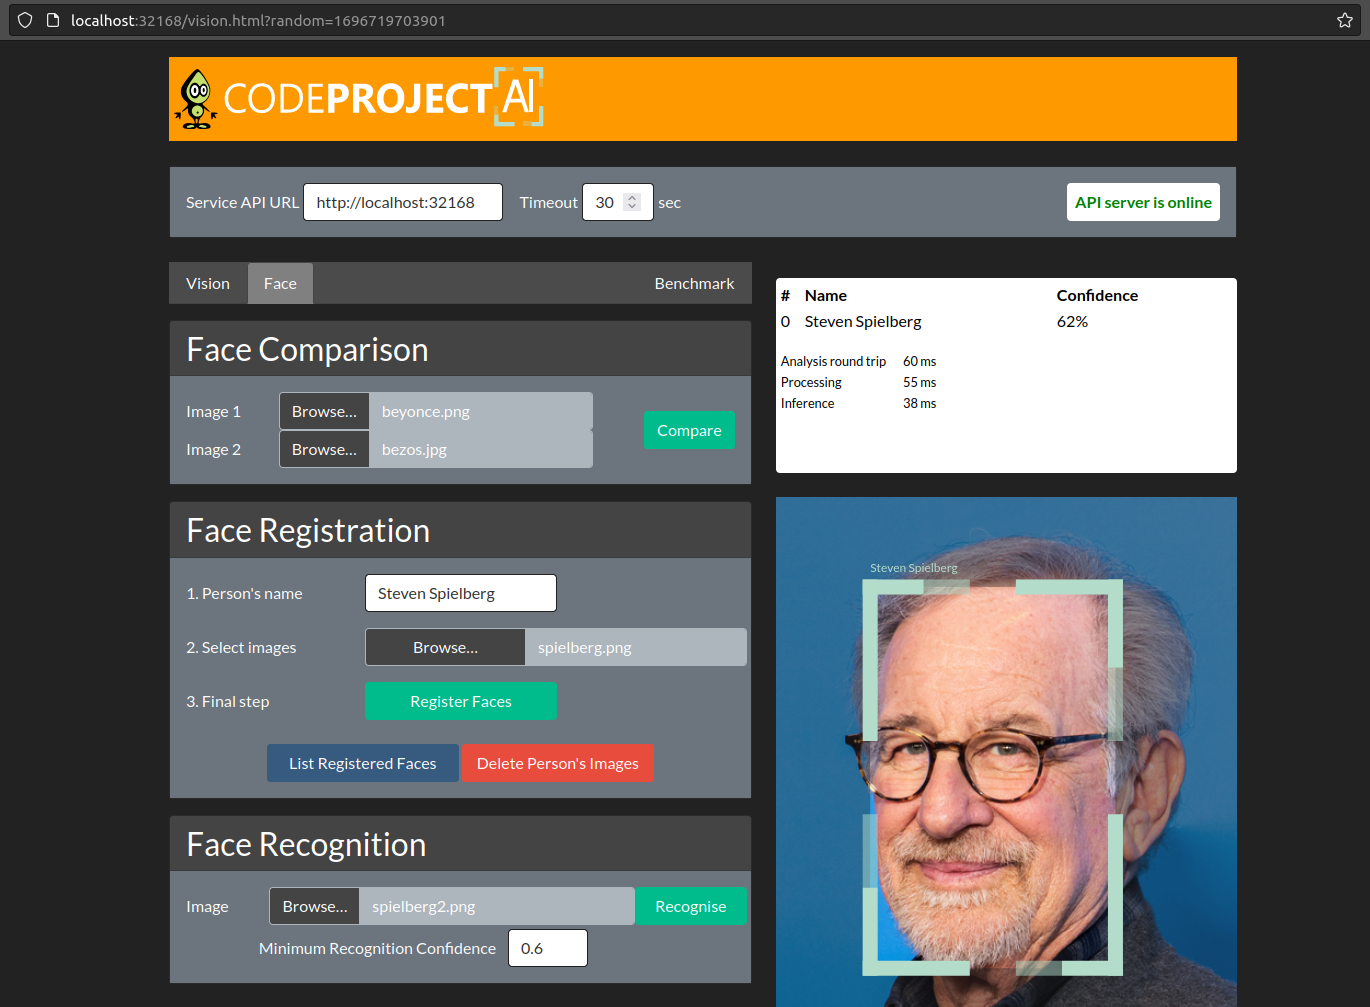 localhost:32168/vision.html?random=1696719703901
CODEPROJECT AI
Service API URL http://localhost:32168 Timeout 30 sec API server is online
Vision Face Benchmark
Face Comparison
Image 1 Browse... beyonce.png
Image 2 Browse... bezos.jpg
Compare
Face Registration
1. Person's name Steven Spielberg
2. Select images Browse... spielberg.png
3. Final step Register Faces
List Registered Faces Delete Person's Images
Face Recognition
Image Browse... spielberg2.png Recognise
Minimum Recognition Confidence 0.6
# Name Confidence
0 Steven Spielberg 62%
Analysis round trip 60 ms
Processing 55 ms
Inference 38 ms
Steven Spielberg